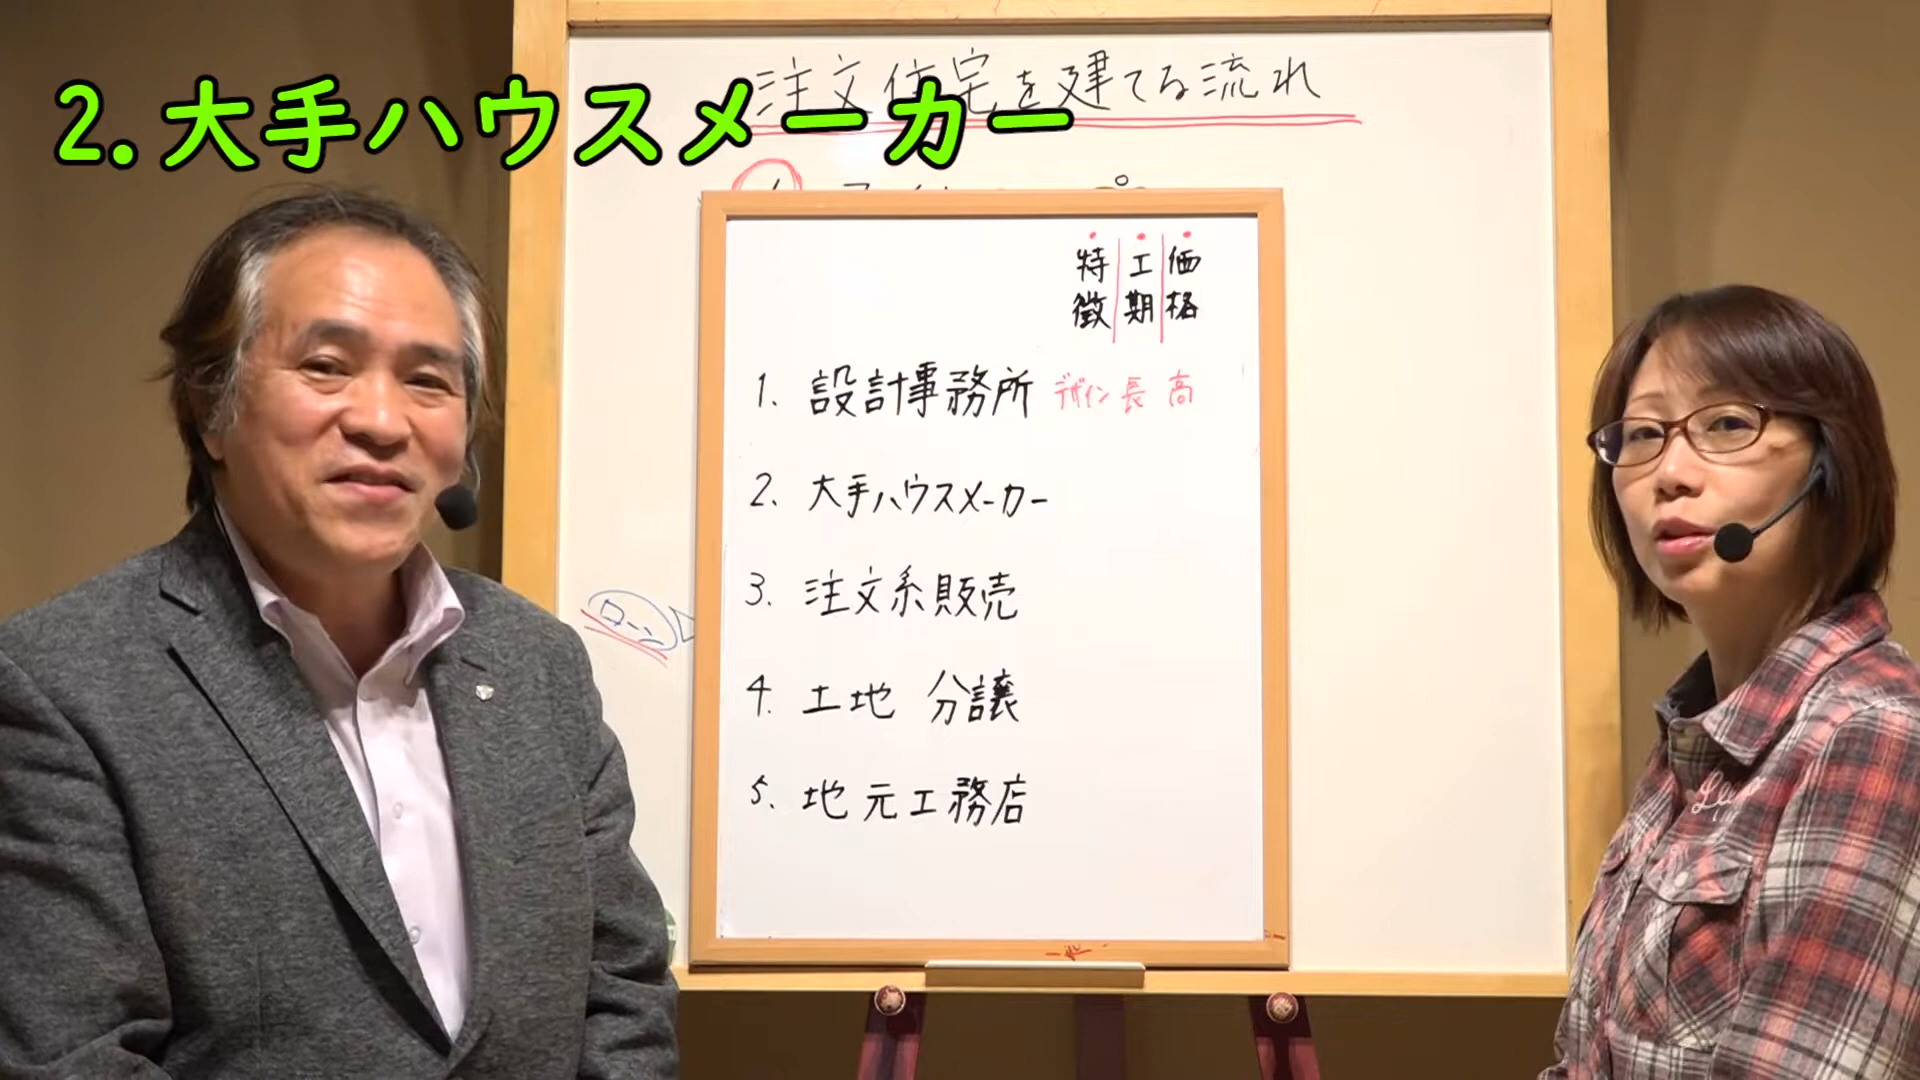 注文住宅を建てる流れ
2.大手ハウスメーカー
特徴 工期 価格
1. 設計事務所 デザイン 長 高
2. 大手ハウスメーカー
3. 注文系販売
ローン
4. 土地 分譲
5. 地元工務店